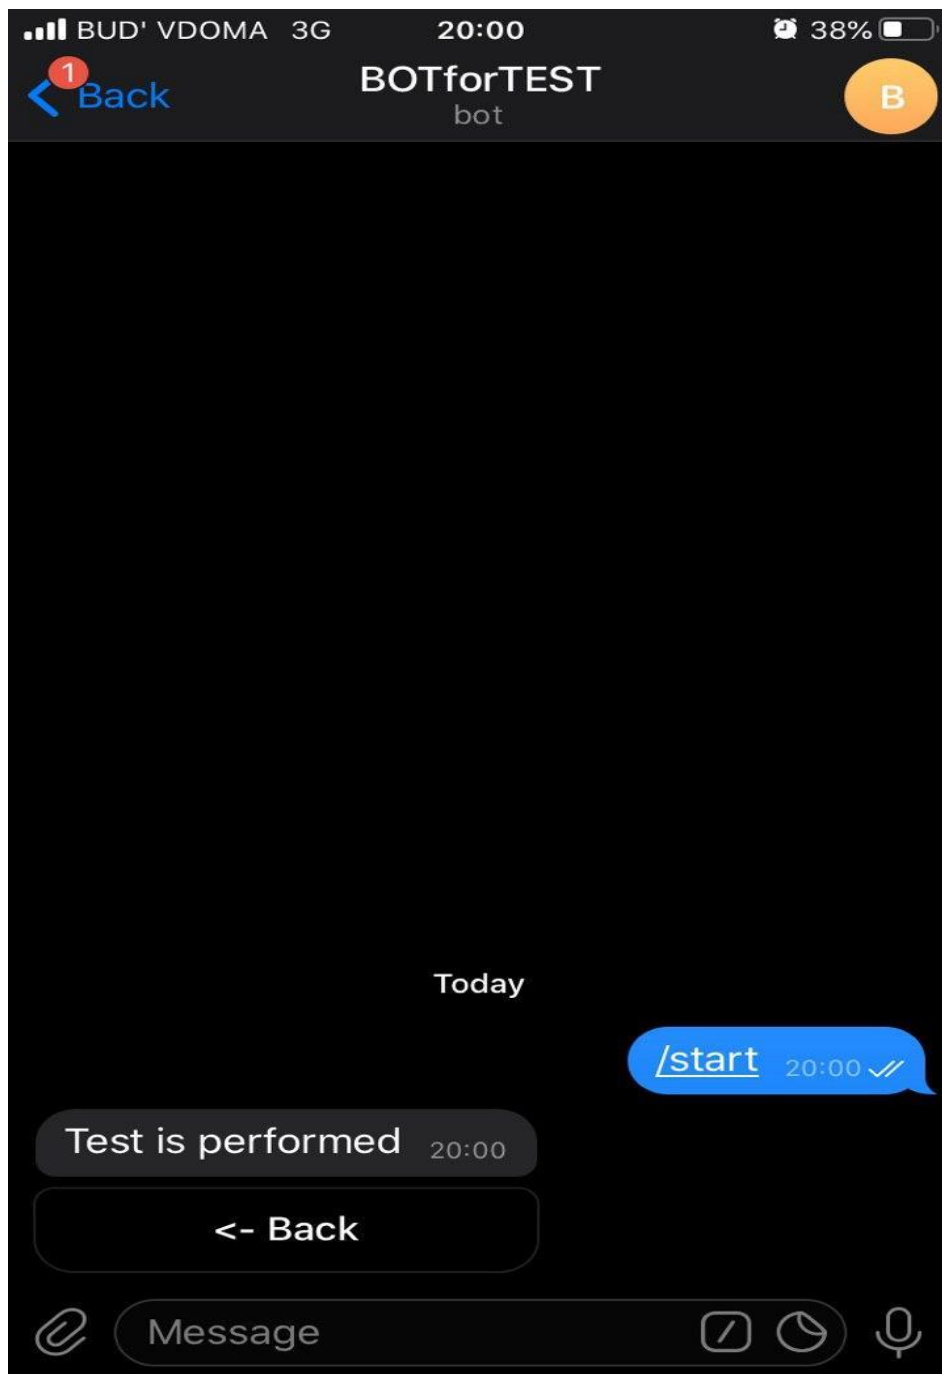 BUD' VDOMA 3G 20:00 38%
1
Back BOTforTEST B
bot
Today
/start 20:00
Test is performed 20:00
<- Back
Message